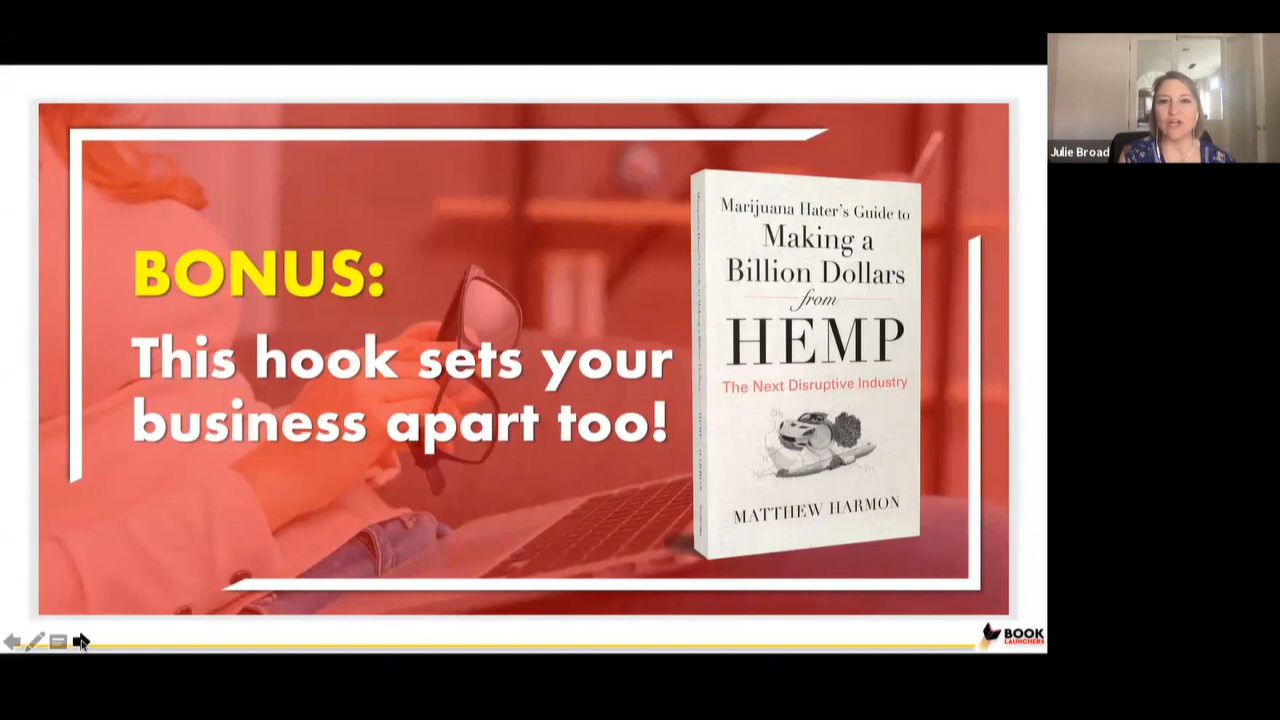 BONUS:
This hook sets your
business apart too!
Marijuana Hater's Guide to
Making a
Billion Dollars
from
HEMP
The Next Disruptive Industry
MATTHEW HARMON
Julie Broad
BOOK
LAUNCHERS